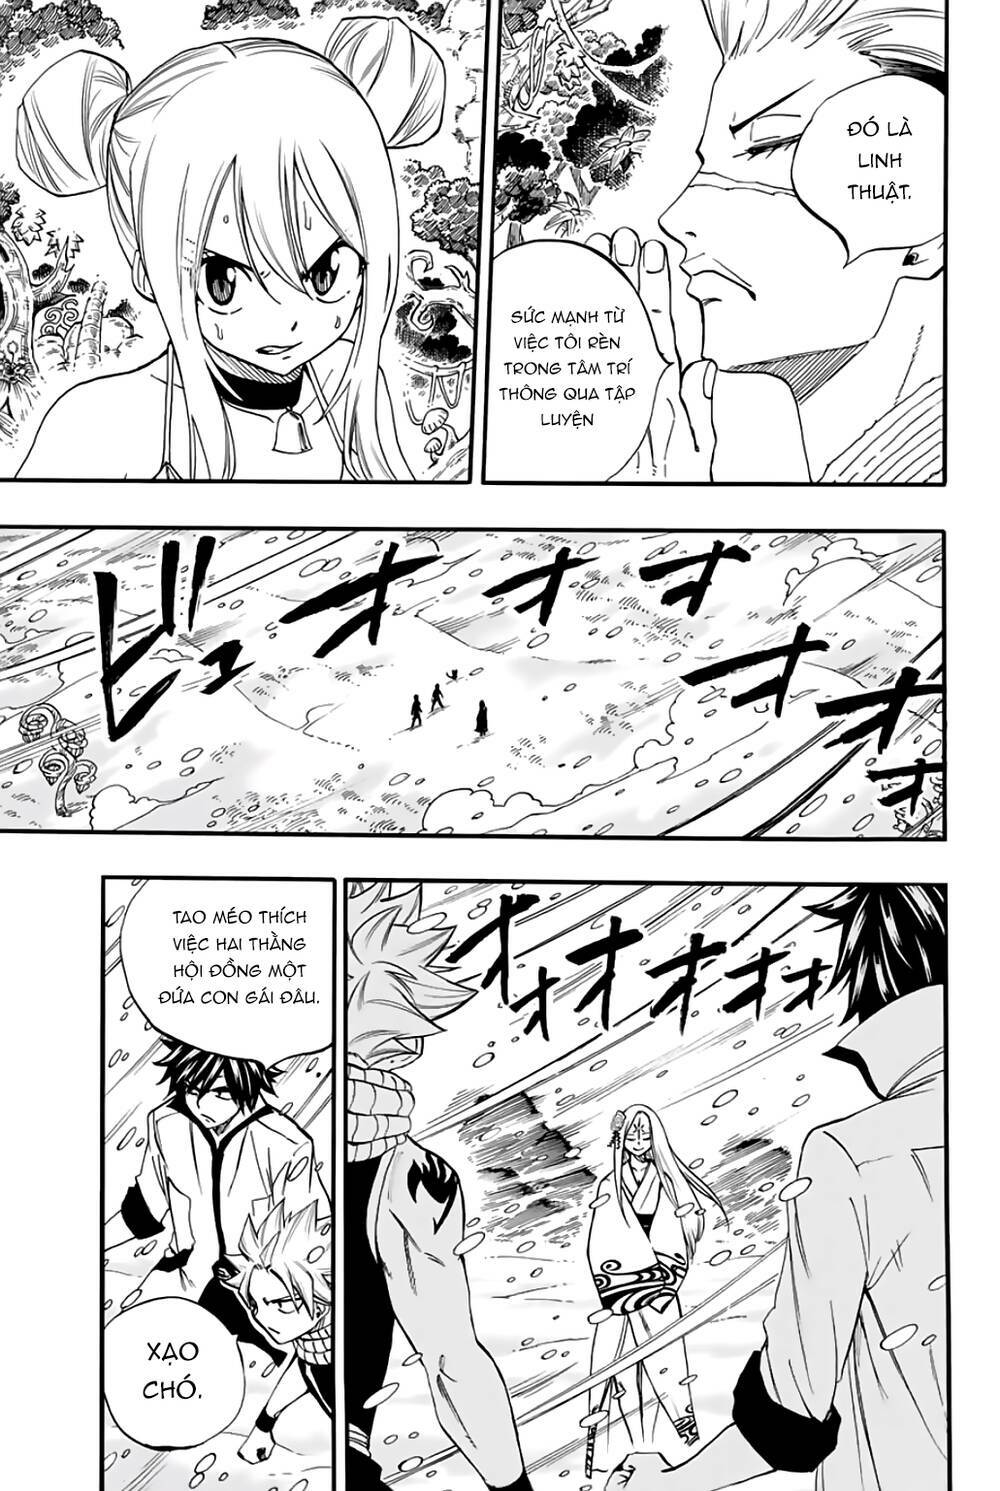 ĐÓ LÀ
LINH
THUẬT.
SỨC MẠNH TỪ
VIỆC TÔI RÈN
TRONG TÂM TRÍ
THÔNG QUA TẬP
LUYỆN
ビュオオオオオオ
オオオオオ
TAO MÉO THÍCH
VIỆC HAI THẰNG
HỘI ĐỒNG MỘT
ĐỨA CON GÁI ĐÂU.
XẠO
CHÓ.